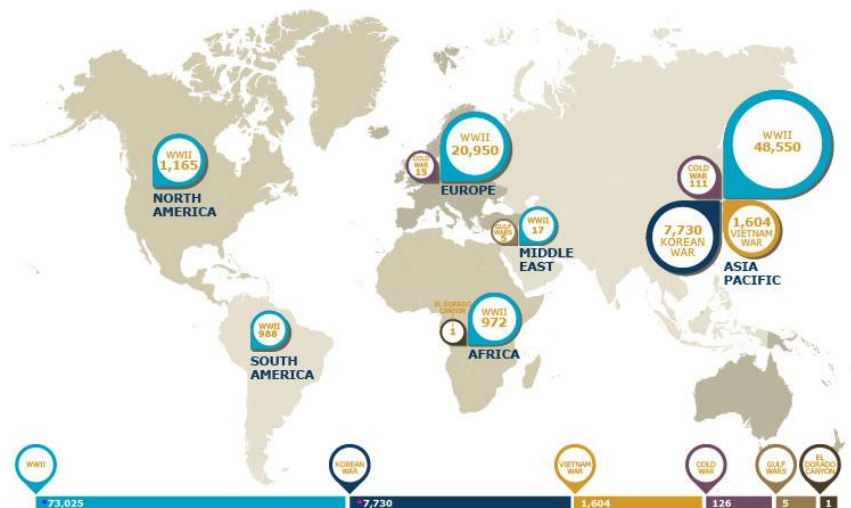 WWII
1,165
NORTH
AMERICA
COLD
WAR
15
WWII
20,950
EUROPE
WWII
48,550
COLD
WAR
111
7,730
KOREAN
WAR
1,604
VIETNAM
WAR
ASIA
PACIFIC
GULF
WARS
5
WWII
17
MIDDLE
EAST
EL DORADO
CANYON
1
WWII
972
AFRICA
WWII
988
SOUTH
AMERICA
WWII
KOREAN
WAR
VIETNAM
WAR
COLD
WAR
GULF
WARS
EL
DORADO
CANYON
*73,025
*7,730
1,604
126
5
1